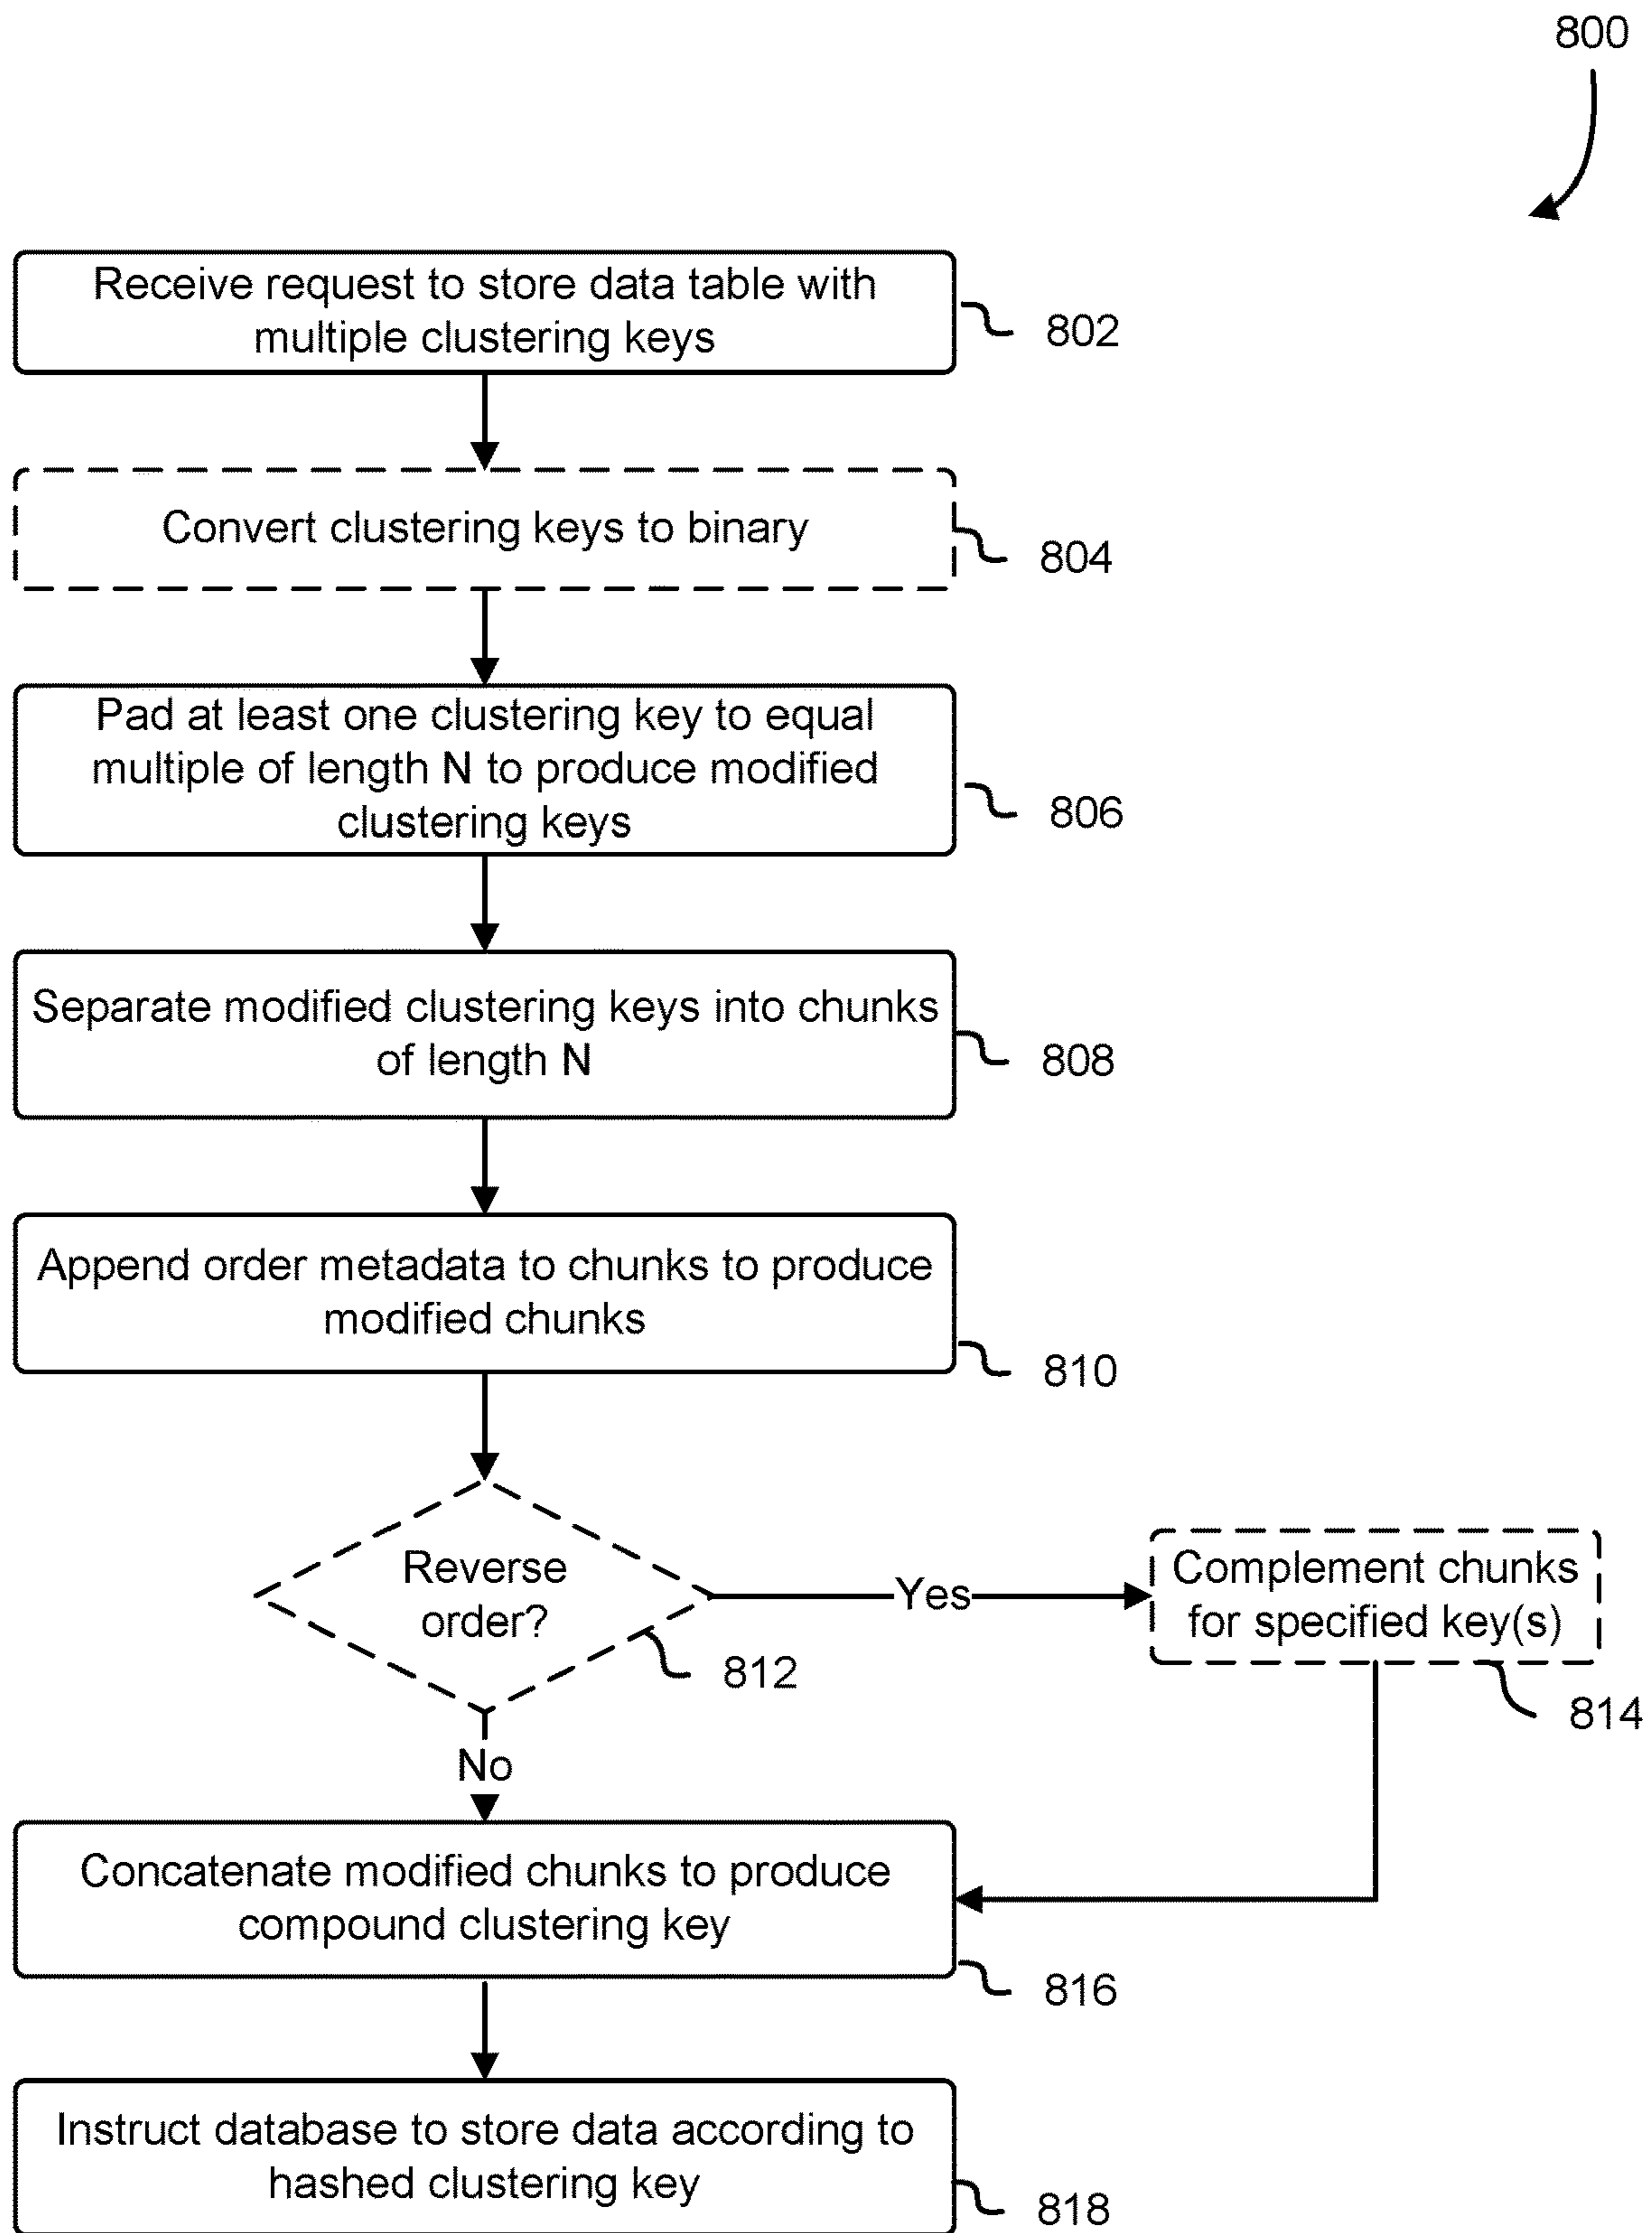 800
Receive request to store data table with
multiple clustering keys
802
Convert clustering keys to binary
804
Pad at least one clustering key to equal
multiple of length N to produce modified
clustering keys
806
Separate modified clustering keys into chunks
of length N
808
Append order metadata to chunks to produce
modified chunks
810
Reverse
order?
812
Yes
Complement chunks
for specified key(s)
814
No
Concatenate modified chunks to produce
compound clustering key
816
Instruct database to store data according to
hashed clustering key
818